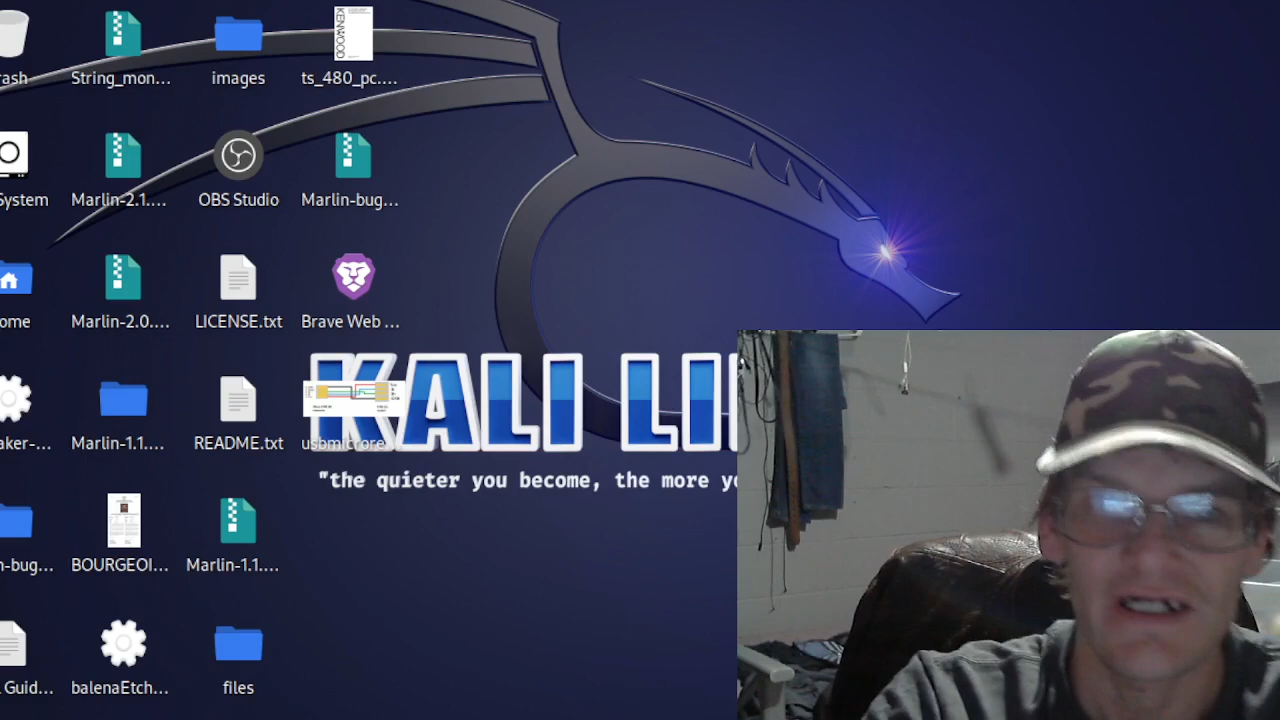 rash
String_mon...
images
ts_480_pc....
KENWOOD
System
Marlin-2.1....
OBS Studio
Marlin-bug...
ome
Marlin-2.0....
LICENSE.txt
Brave Web ...
KALI LI
aker-...
Marlin-1.1....
README.txt
usbmicrore...
"the quieter you become, the more yo
n-bug...
BOURGEOI...
Marlin-1.1....
Guid...
balenaEtch...
files